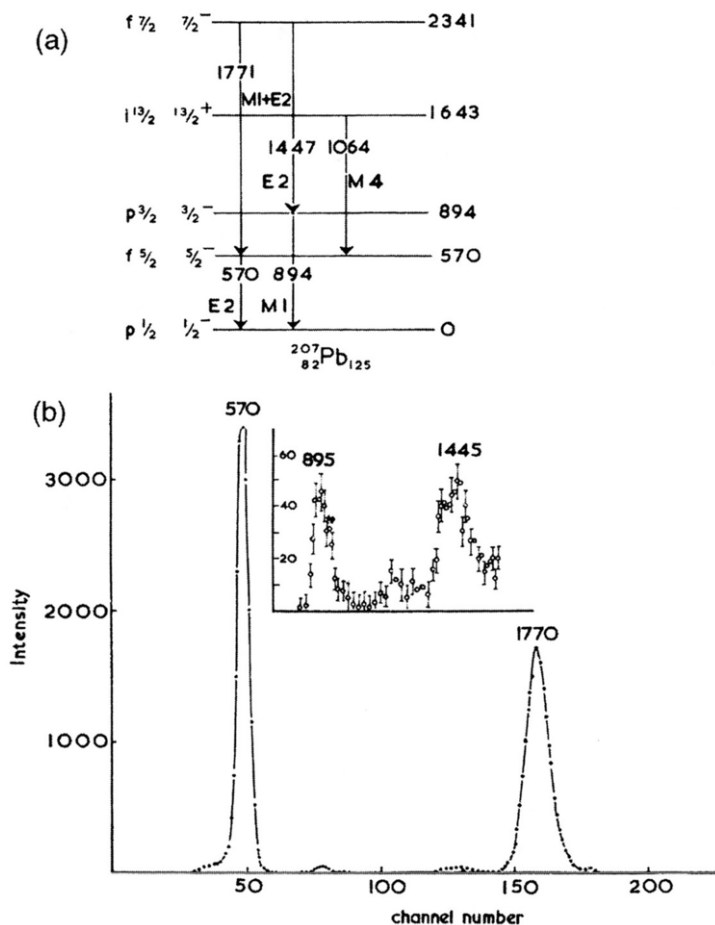 (a)
f 7/2 7/2⁻ 2341
1771
M1+E2
i 13/2 13/2⁺ 1643
1447 1064
E2 M4
p 3/2 3/2⁻ 894
f 5/2 5/2⁻ 570
570 894
E2 M1
p 1/2 1/2⁻ 0
²⁰⁷₈₂Pb₁₂₅
(b)
570
60 895 1445
3000
40
20
2000
1770
Intensity
1000
50 100 150 200
channel number